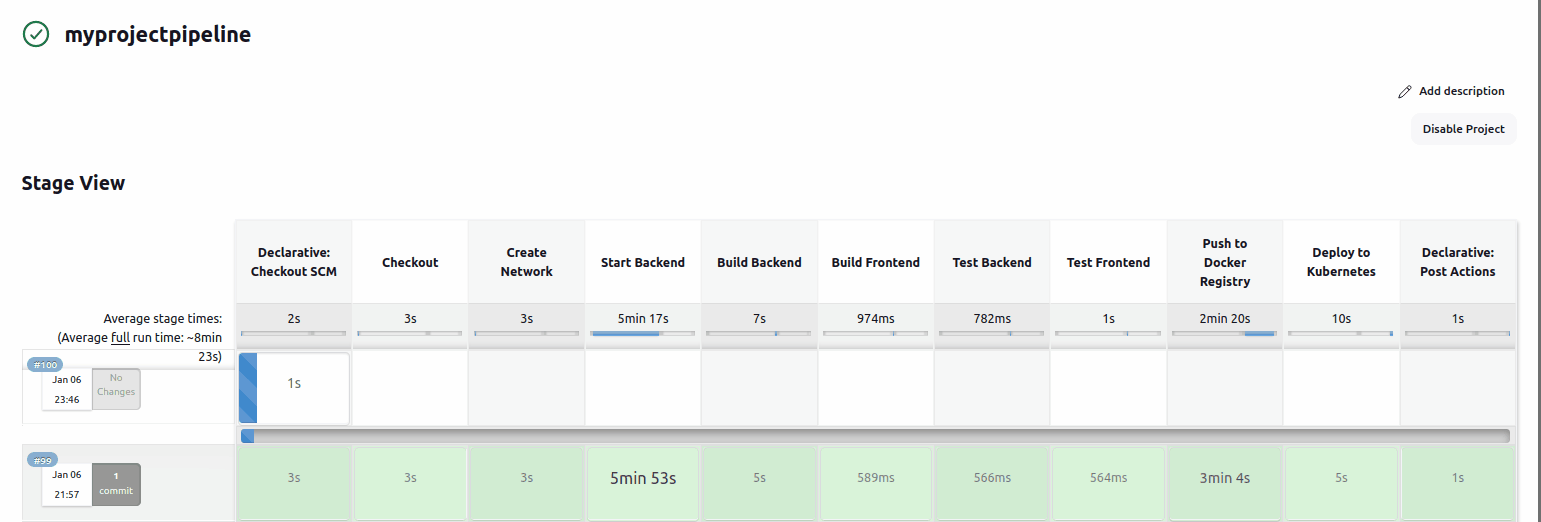 myprojectpipeline
Add description
Disable Project
Stage View
Declarative:
Checkout SCM
Checkout
Create
Network
Start Backend
Build Backend
Build Frontend
Test Backend
Test Frontend
Push to
Docker
Registry
Deploy to
Kubernetes
Declarative:
Post Actions
Average stage times:
(Average full run time: ~8min
23s)
2s
3s
3s
5min 17s
7s
974ms
782ms
1s
2min 20s
10s
1s
#100
Jan 06
23:46
No
Changes
1s
#99
Jan 06
21:57
1
commit
3s
3s
3s
5min 53s
5s
589ms
566ms
564ms
3min 4s
5s
1s